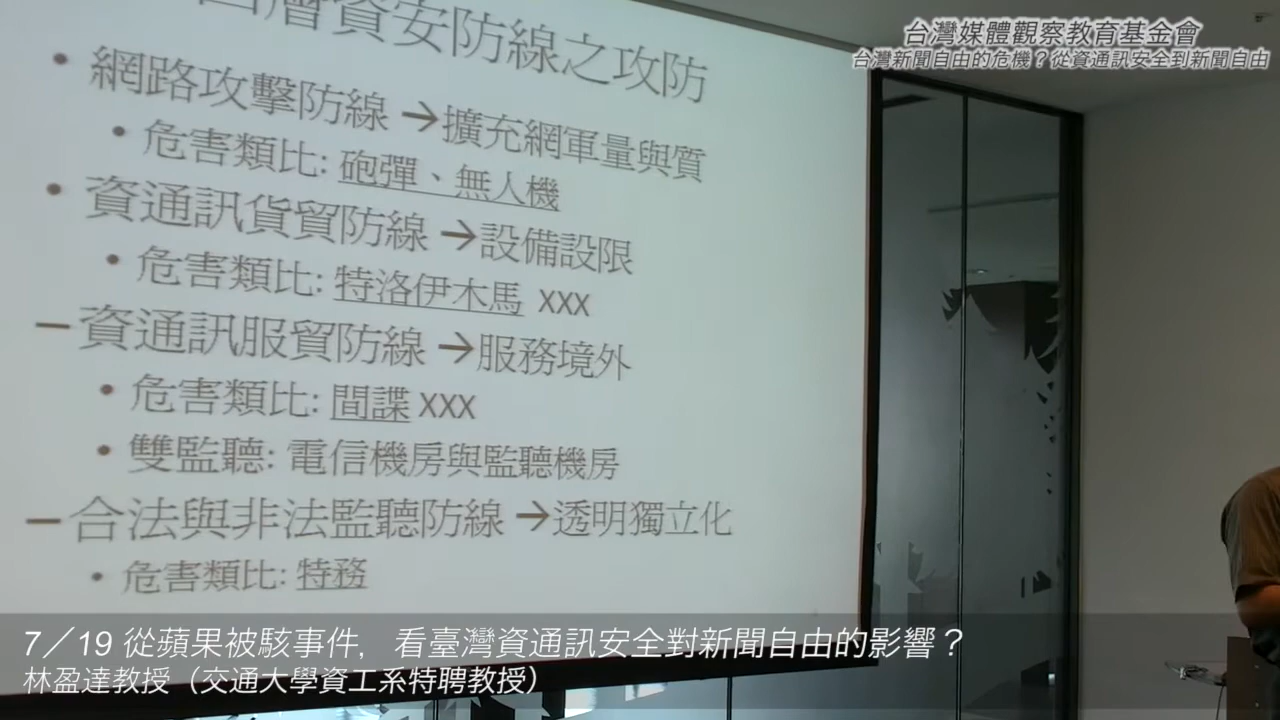 台灣媒體觀察教育基金會
台灣新聞自由的危機？從資通訊安全到新聞自由
四層資安防線之攻防
• 網路攻擊防線 →擴充網軍量與質
• 危害類比: 砲彈、無人機
• 資通訊貨貿防線 →設備設限
• 危害類比: 特洛伊木馬 XXX
–資通訊服貿防線 →服務境外
• 危害類比: 間諜 XXX
• 雙監聽: 電信機房與監聽機房
–合法與非法監聽防線 →透明獨立化
• 危害類比: 特務
7／19 從蘋果被駭事件，看臺灣資通訊安全對新聞自由的影響？
林盈達教授（交通大學資工系特聘教授）